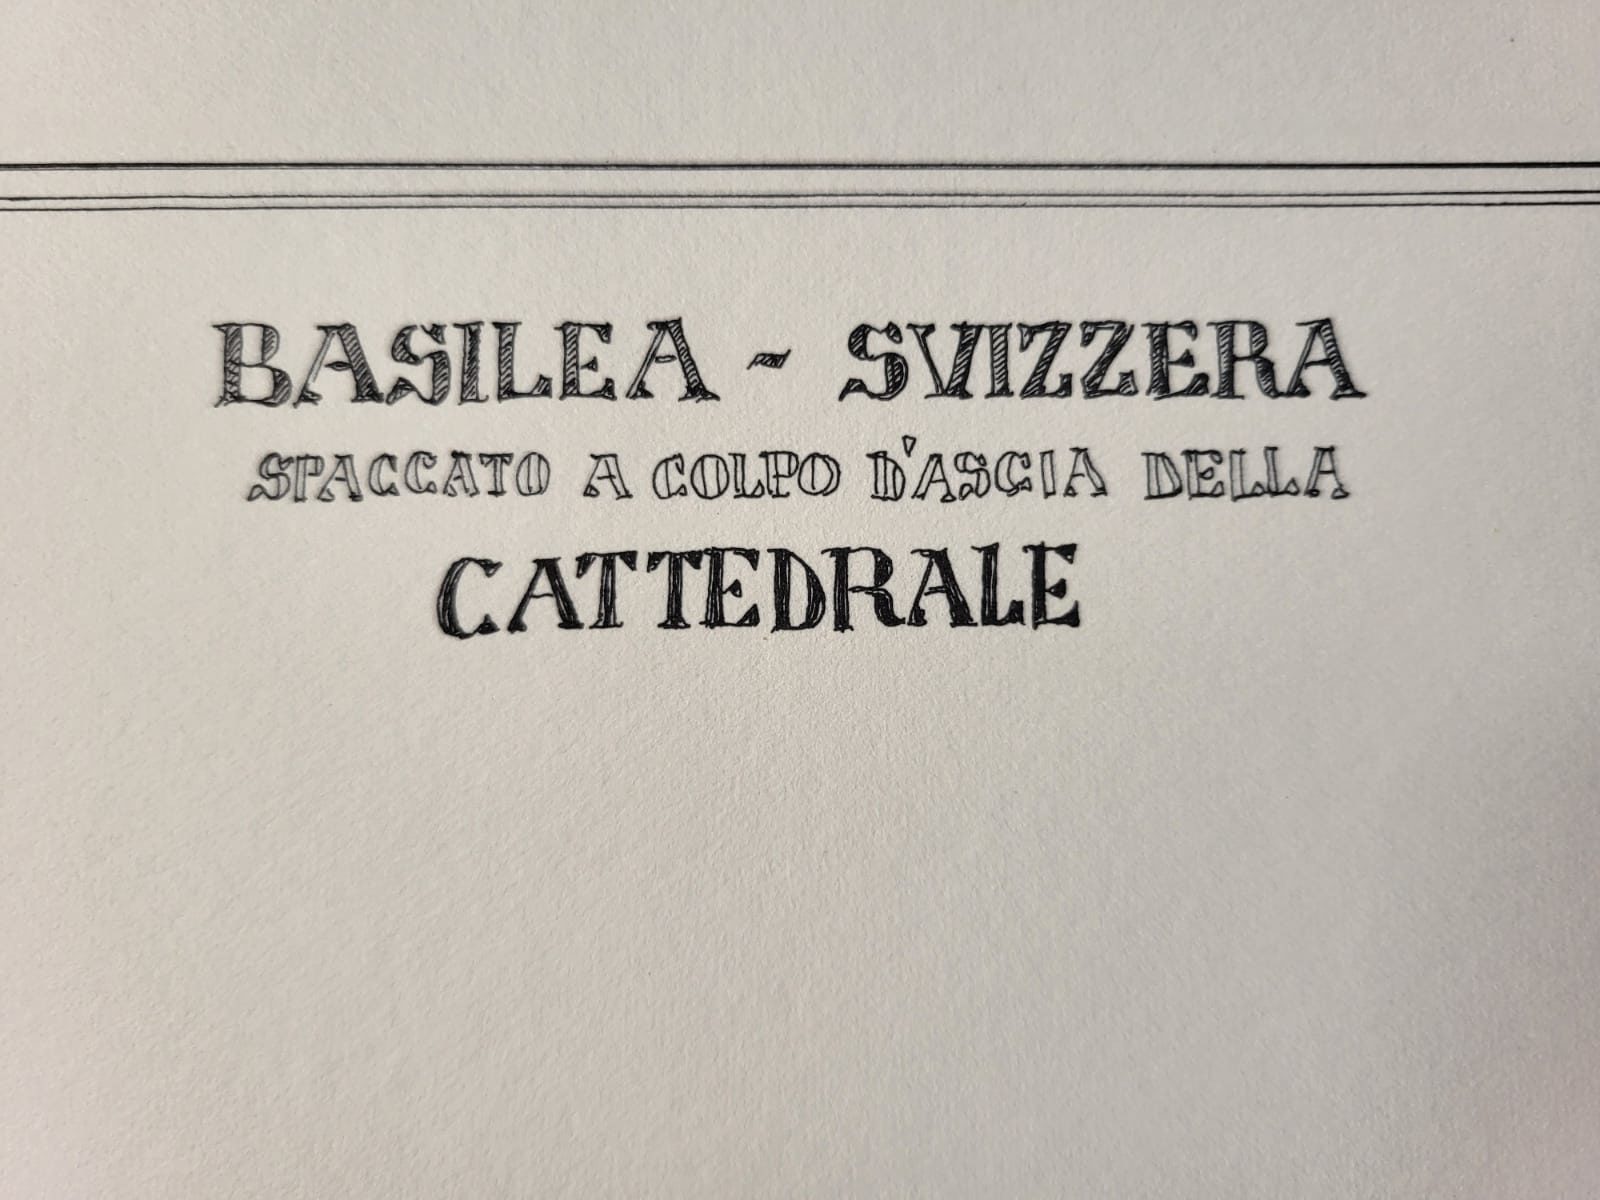 BASILEA - SVIZZERA
SPACCATO A COLPO D'ASCIA DELLA
CATTEDRALE